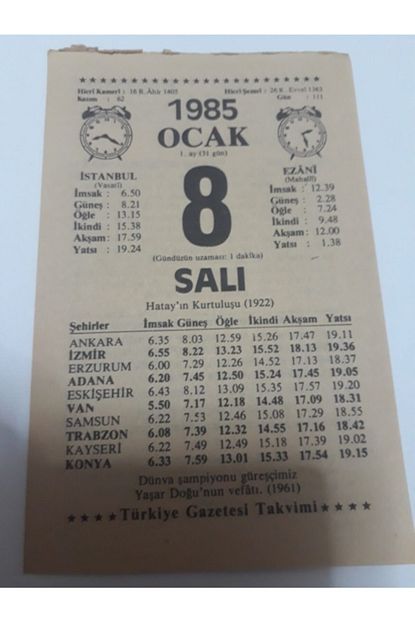 Hicrî Kamerî : 16 R. Âhir 1405
Kasım : 62
Hicrî Şemsî : 26 K. Evvel 1363
Gün : 111
1985
OCAK
1. ay (31 gün)
8
(Gündüzün uzaması: 1 dakîka)
SALI
İSTANBUL
(Vasatî)
İmsak : 6.50
Güneş : 8.21
Öğle : 13.15
İkindi : 15.38
Akşam : 17.59
Yatsı : 19.24
EZÂNÎ
(Mahallî)
İmsak : 12.39
Güneş : 2.28
Öğle : 7.24
İkindi : 9.48
Akşam : 12.00
Yatsı : 1.38
Hatay'ın Kurtuluşu (1922)
Şehirler İmsak Güneş Öğle İkindi Akşam Yatsı
ANKARA 6.35 8.03 12.59 15.26 17.47 19.11
İZMİR 6.55 8.22 13.23 15.52 18.13 19.36
ERZURUM 6.00 7.29 12.26 14.52 17.13 18.37
ADANA 6.20 7.45 12.50 15.24 17.45 19.05
ESKİŞEHİR 6.43 8.12 13.09 15.35 17.57 19.20
VAN 5.50 7.17 12.18 14.48 17.09 18.31
SAMSUN 6.22 7.53 12.46 15.08 17.29 18.55
TRABZON 6.08 7.39 12.32 14.55 17.16 18.42
KAYSERİ 6.22 7.49 12.49 15.18 17.39 19.02
KONYA 6.33 7.59 13.01 15.33 17.54 19.15
Dünya şampiyonu güreşçimiz
Yaşar Doğu'nun vefâtı. (1961)
★ ★ ★ ★ Türkiye Gazetesi Takvimi ★ ★ ★ ★